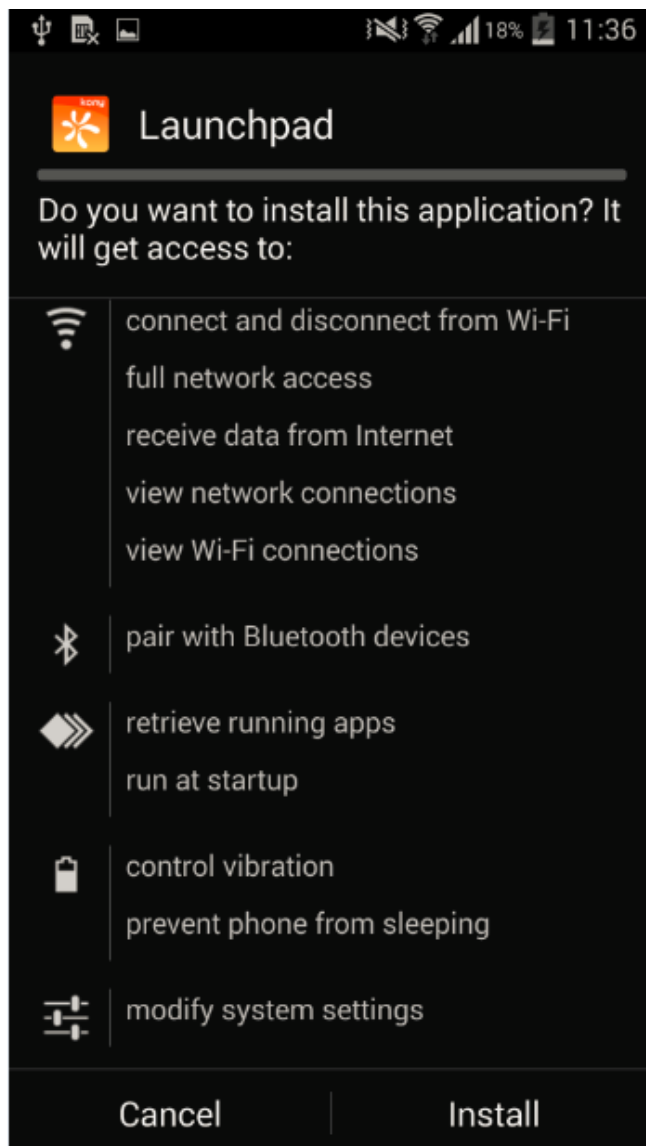 18% 11:36
kony
Launchpad
Do you want to install this application? It
will get access to:
connect and disconnect from Wi-Fi
full network access
receive data from Internet
view network connections
view Wi-Fi connections
pair with Bluetooth devices
retrieve running apps
run at startup
control vibration
prevent phone from sleeping
modify system settings
Cancel Install